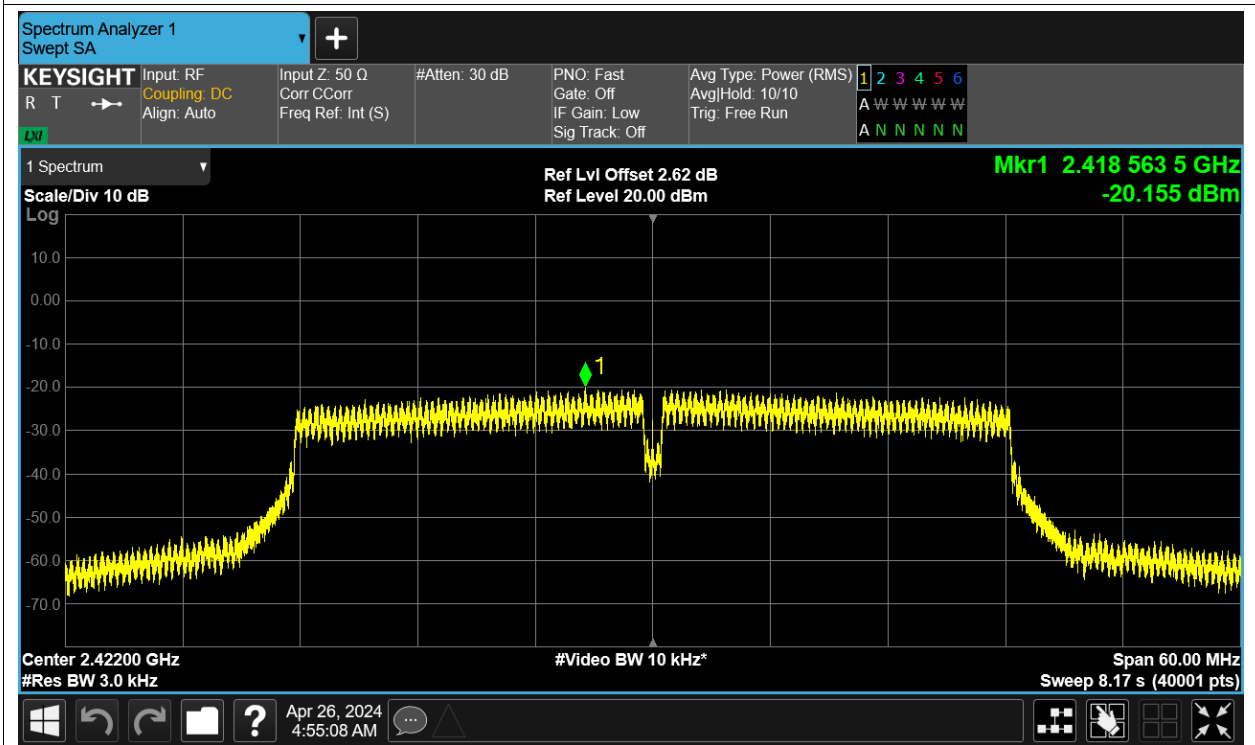 Spectrum Analyzer 1
Swept SA
KEYSIGHT
R T
LXI
Input: RF
Coupling: DC
Align: Auto
Input Z: 50 Ω
Corr CCorr
Freq Ref: Int (S)
#Atten: 30 dB
PNO: Fast
Gate: Off
IF Gain: Low
Sig Track: Off
Avg Type: Power (RMS)
Avg|Hold: 10/10
Trig: Free Run
1 2 3 4 5 6
A W W W W W
A N N N N N
1 Spectrum
Scale/Div 10 dB
Log
Ref Lvl Offset 2.62 dB
Ref Level 20.00 dBm
Mkr1 2.418 563 5 GHz
-20.155 dBm
10.0
0.00
-10.0
-20.0
-30.0
-40.0
-50.0
-60.0
-70.0
1
Center 2.42200 GHz
#Res BW 3.0 kHz
#Video BW 10 kHz*
Span 60.00 MHz
Sweep 8.17 s (40001 pts)
?
Apr 26, 2024
4:55:08 AM